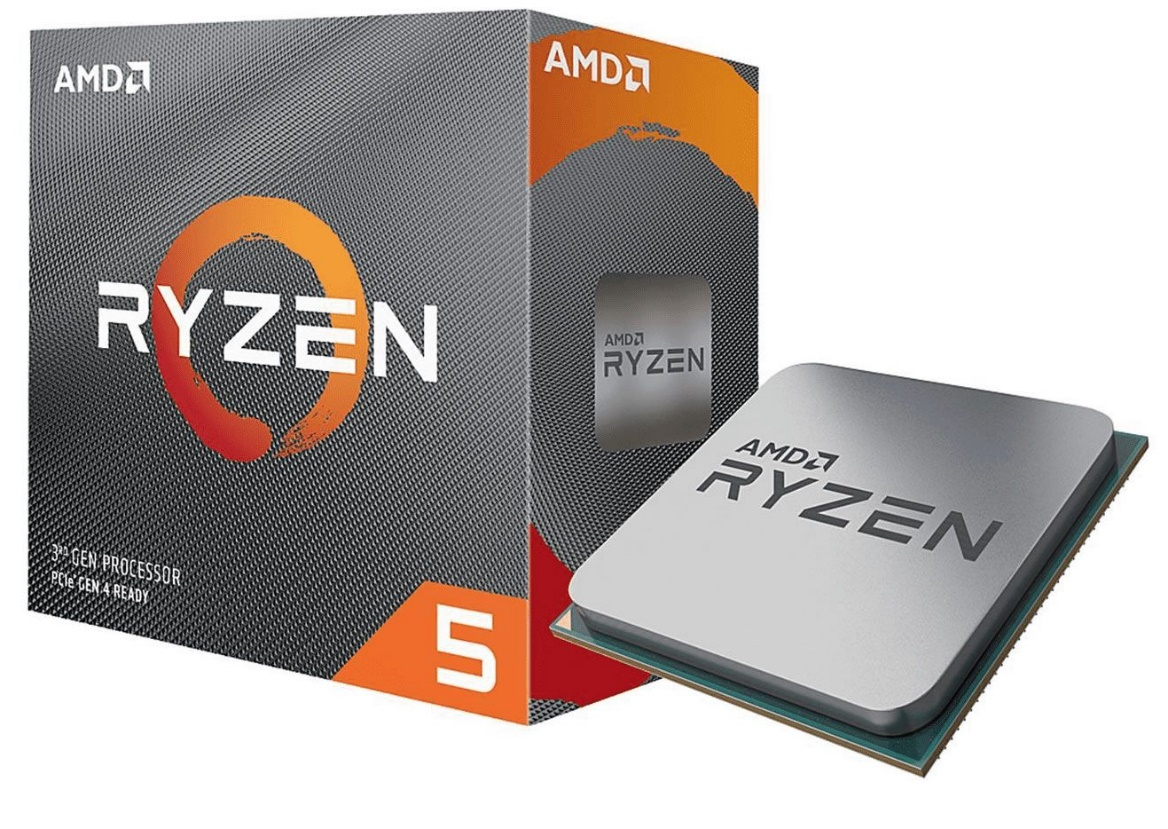 AMD
RYZEN
3RD GEN PROCESSOR
PCIe GEN 4 READY
5
AMD
AMD
RYZEN
AMD
RYZEN